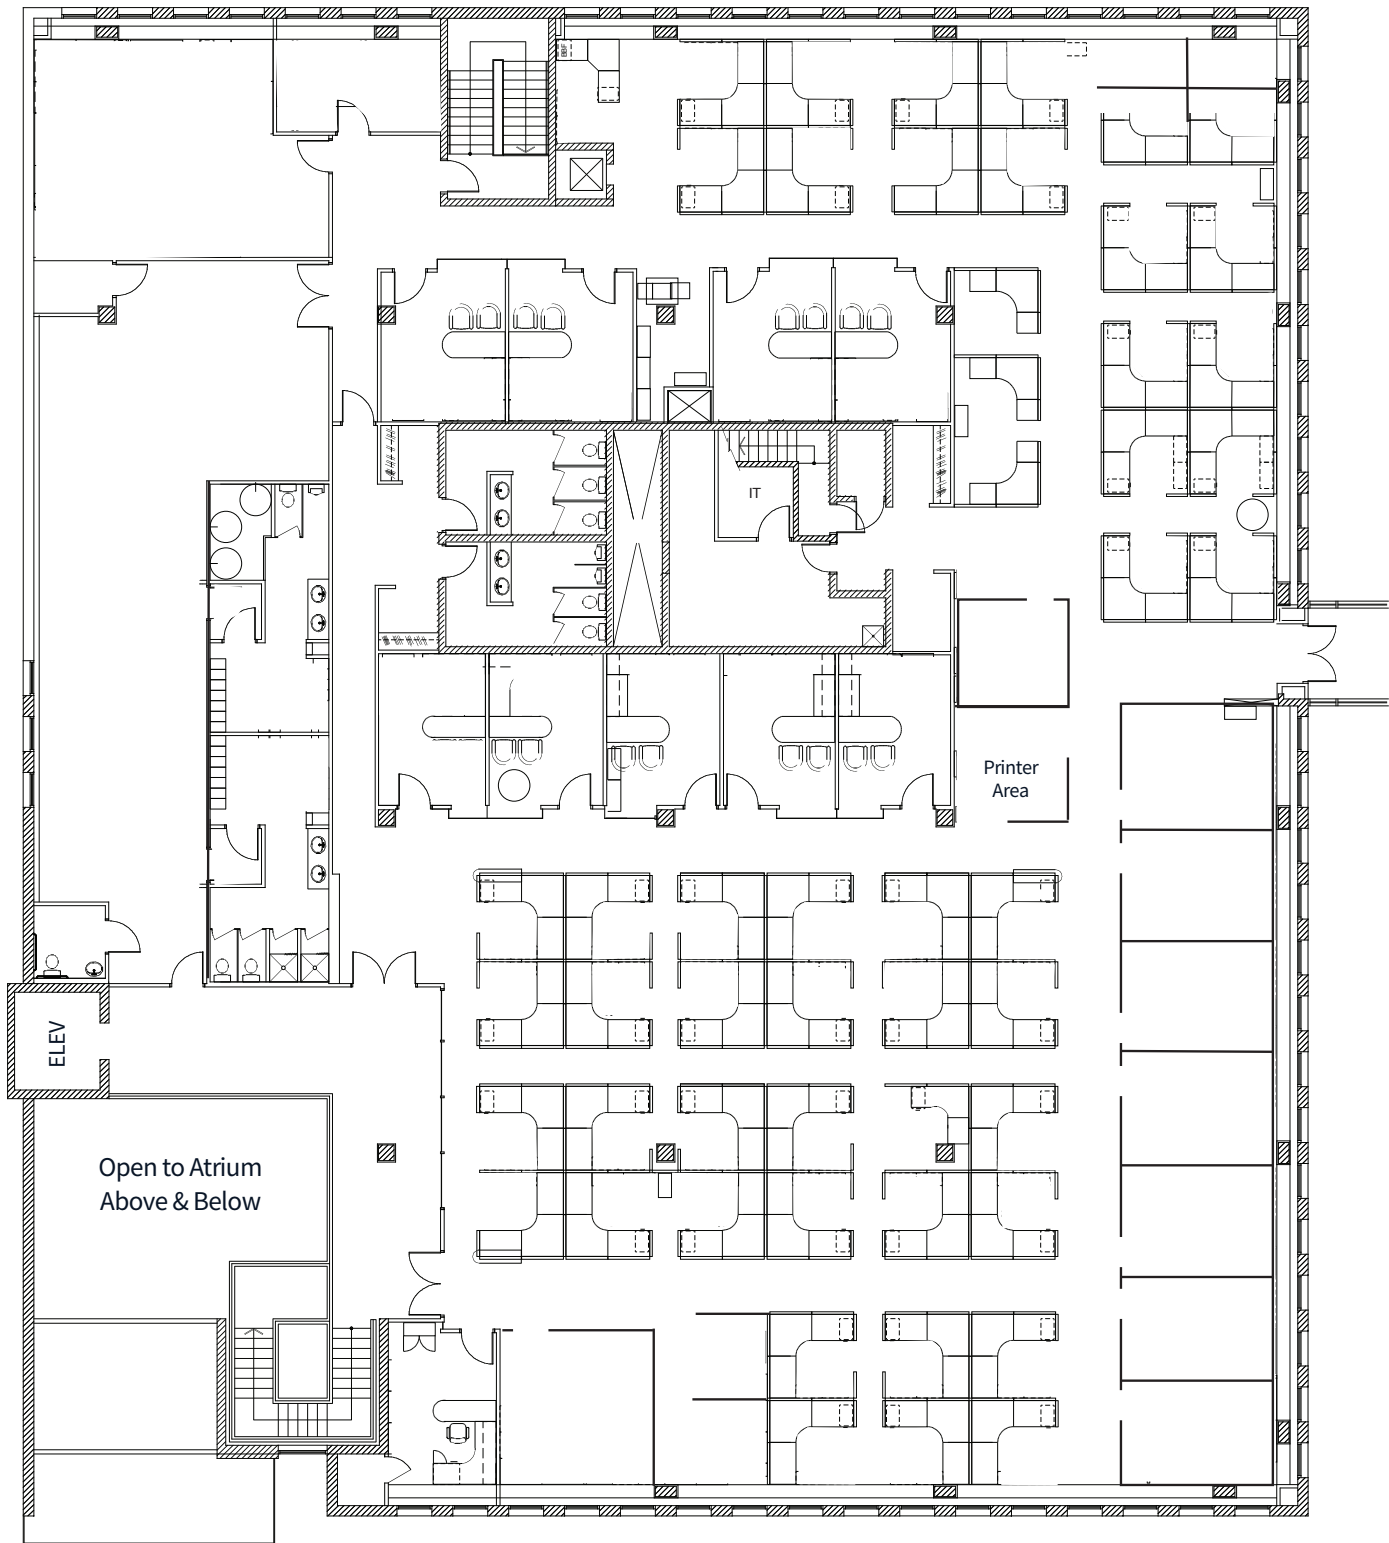 IT
Printer
Area
ELEV
Open to Atrium
Above & Below